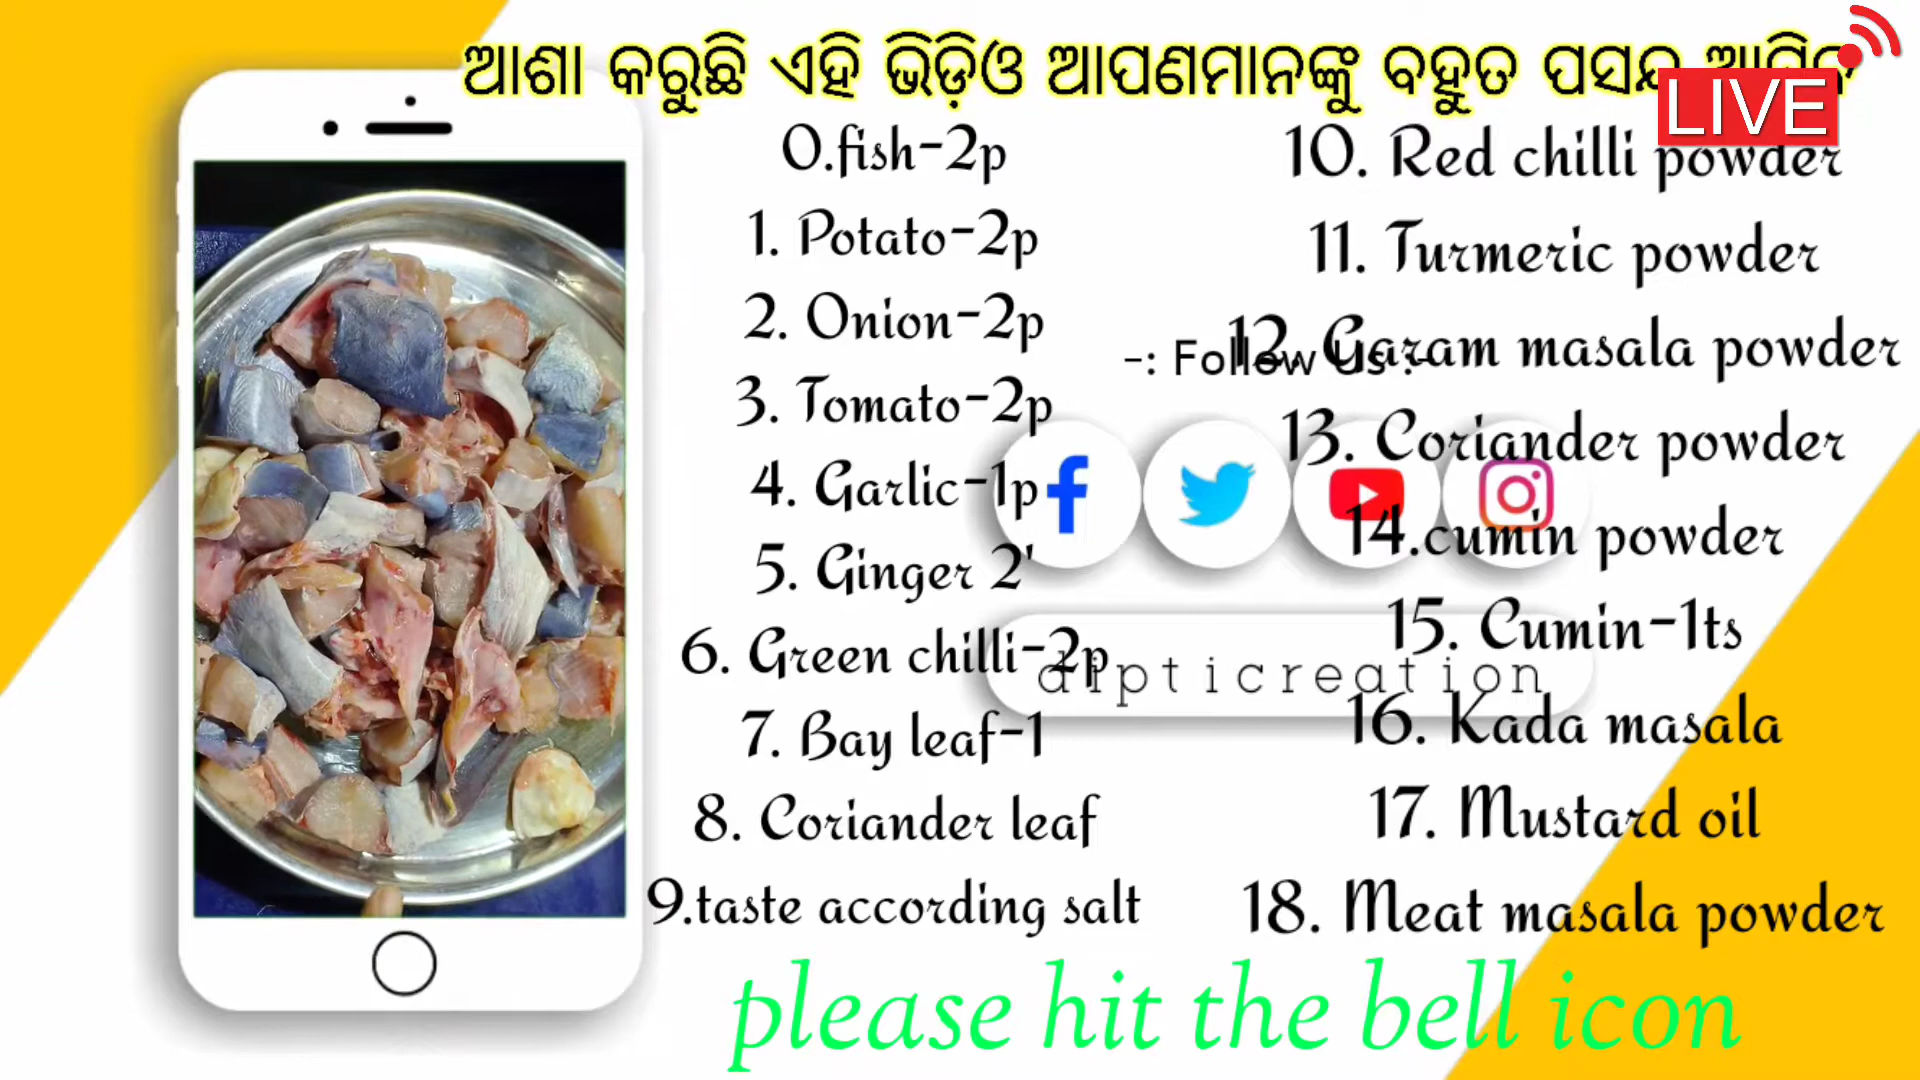 ଆଶା କରୁଛି ଏହି ଭିଡ଼ିଓ ଆପଣମାନଙ୍କୁ ବହୁତ ପସନ୍ଦ
LIVE
0.fish-2p
1. Potato-2p
2. Onion-2p
3. Tomato-2p
4. Garlic-1p
5. Ginger 2'
6. Green chilli-2p
7. Bay leaf-1
8. Coriander leaf
9.taste according salt
10. Red chilli powder
11. Turmeric powder
12. Garam masala powder
13. Coriander powder
14.cumin powder
15. Cumin-1ts
16. Kada masala
17. Mustard oil
18. Meat masala powder
-: Follow Us :-
dipticreation
please hit the bell icon